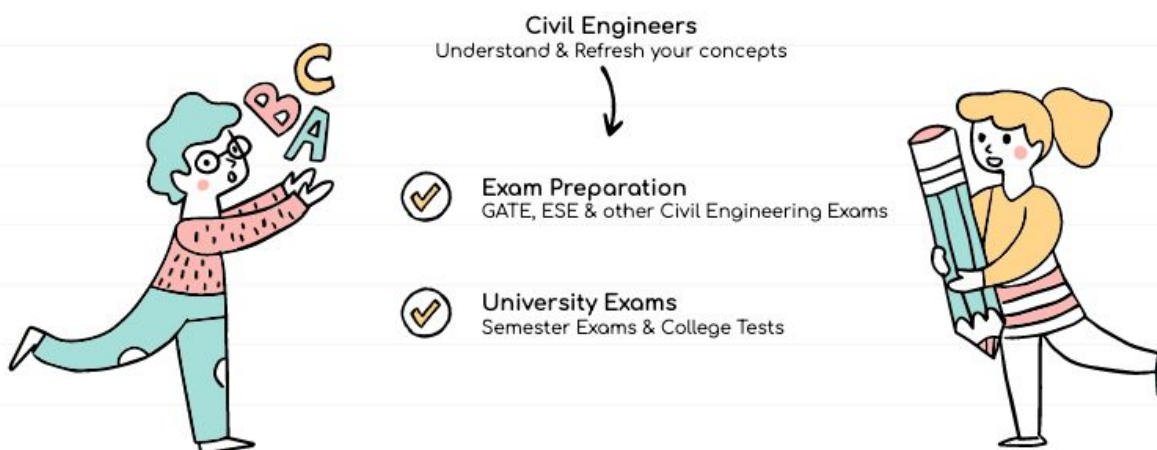 Civil Engineers
Understand & Refresh your concepts
C
B
A
Exam Preparation
GATE, ESE & other Civil Engineering Exams
University Exams
Semester Exams & College Tests